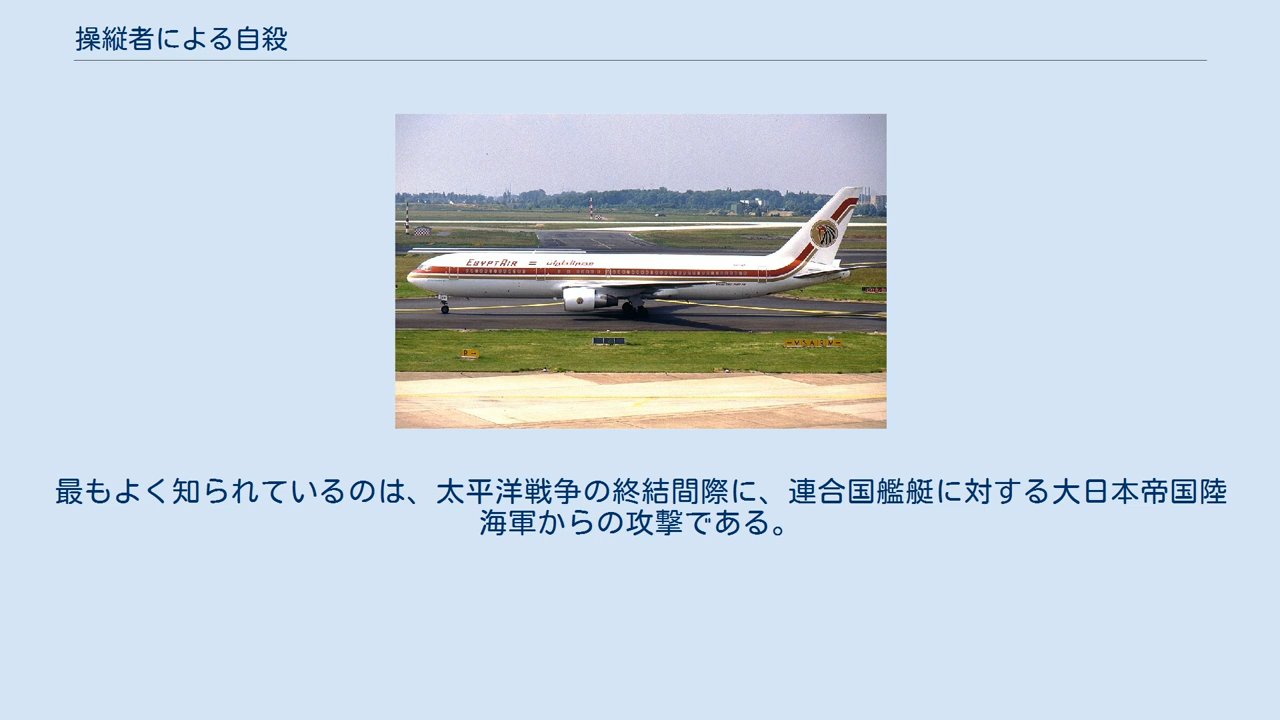 操縦者による自殺
EGYPTAIR
最もよく知られているのは、太平洋戦争の終結間際に、連合国艦艇に対する大日本帝国陸
海軍からの攻撃である。